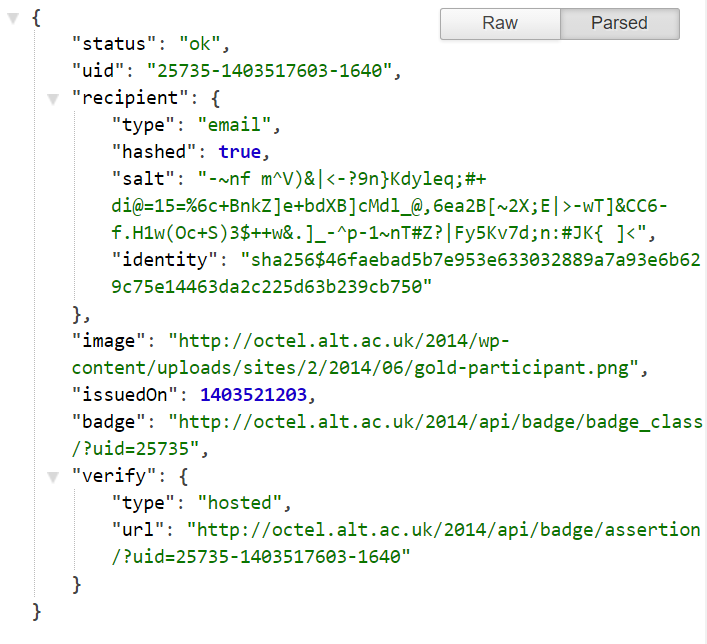 {
Raw Parsed
"status": "ok",
"uid": "25735-1403517603-1640",
"recipient": {
"type": "email",
"hashed": true,
"salt": "-~nf m^V)&|<-?9n}Kdyleq;#+
di@=15=%6c+BnkZ]e+bdXB]cMdl_@,6ea2B[~2X;E|>-wT]&CC6-
f.H1w(Oc+S)3$++w&.]_-^p-1~nT#Z?|Fy5Kv7d;n:#JK{ ]<",
"identity": "sha256$46faebad5b7e953e633032889a7a93e6b62
9c75e14463da2c225d63b239cb750"
},
"image": "http://octel.alt.ac.uk/2014/wp-
content/uploads/sites/2/2014/06/gold-participant.png",
"issuedOn": 1403521203,
"badge": "http://octel.alt.ac.uk/2014/api/badge/badge_class
/?uid=25735",
"verify": {
"type": "hosted",
"url": "http://octel.alt.ac.uk/2014/api/badge/assertion
/?uid=25735-1403517603-1640"
}
}